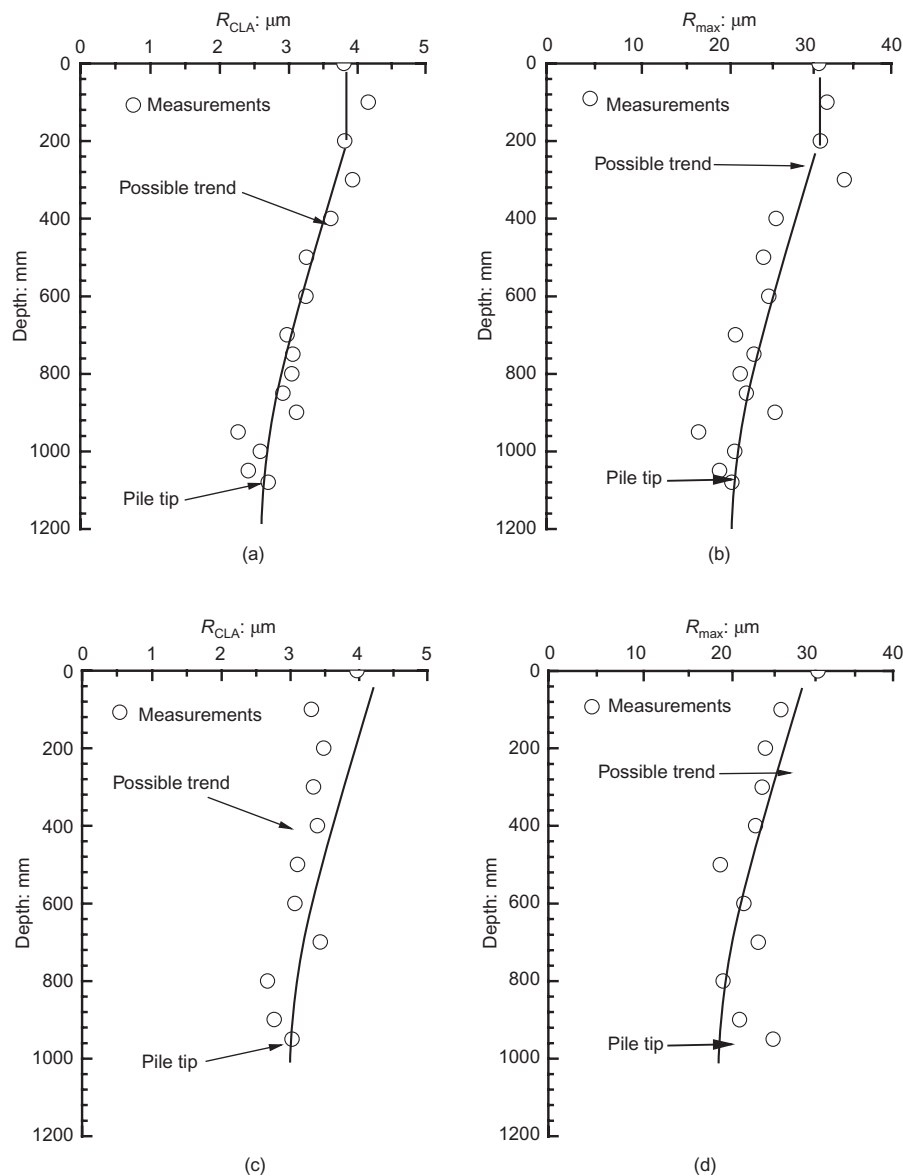 R_CLA: μm
0 1 2 3 4 5
0
200
400
600
800
1000
1200
Depth: mm
Measurements
Possible trend
Pile tip
(a)
R_max: μm
0 10 20 30 40
0
200
400
600
800
1000
1200
Depth: mm
Measurements
Possible trend
Pile tip
(b)
R_CLA: μm
0 1 2 3 4 5
0
200
400
600
800
1000
1200
Depth: mm
Measurements
Possible trend
Pile tip
(c)
R_max: μm
0 10 20 30 40
0
200
400
600
800
1000
1200
Depth: mm
Measurements
Possible trend
Pile tip
(d)